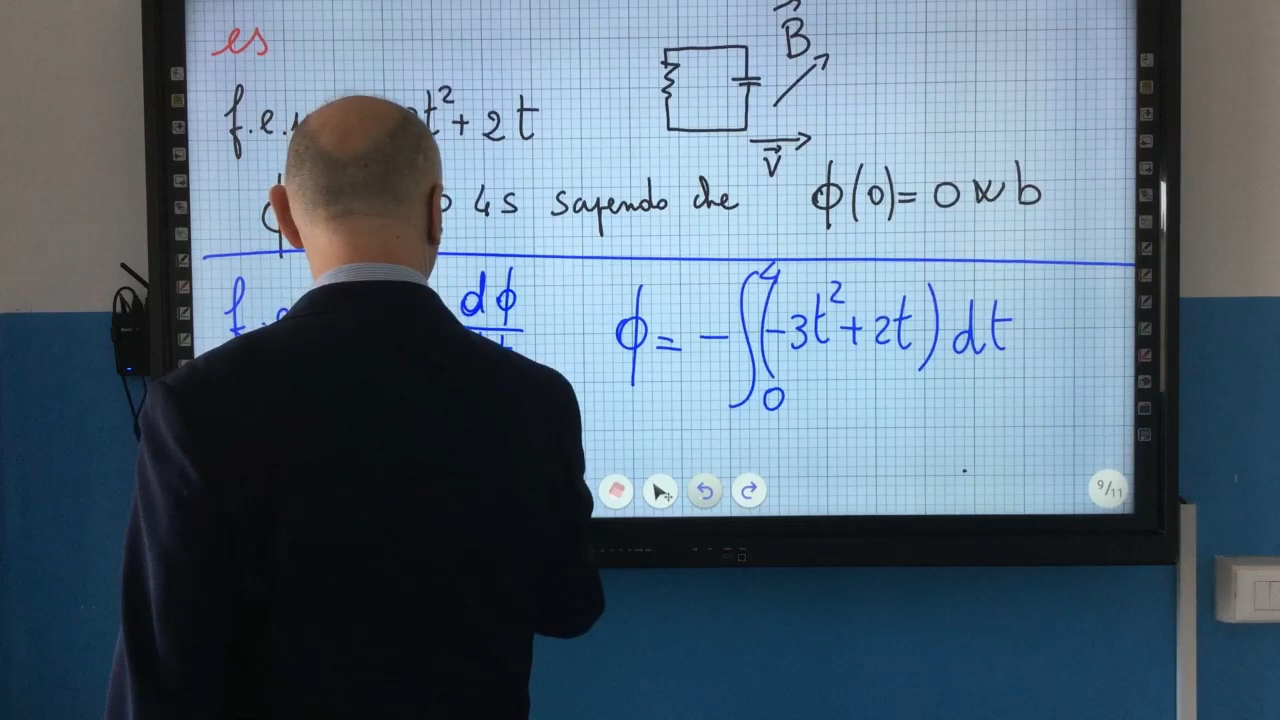 es
B
f.e. t² + 2t
v
4s sapendo che φ(0) = 0 wb
f. dφ
φ = - ∫₀⁴ (-3t² + 2t) dt
9/11